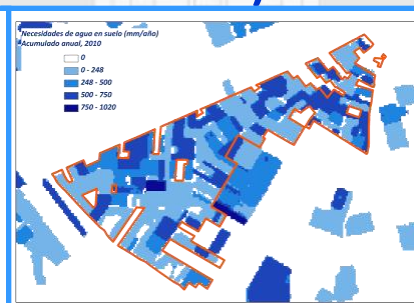 Necesidades de agua en suelo (mm/año)
Acumulado anual, 2010
0
0 - 248
248 - 500
500 - 750
750 - 1020